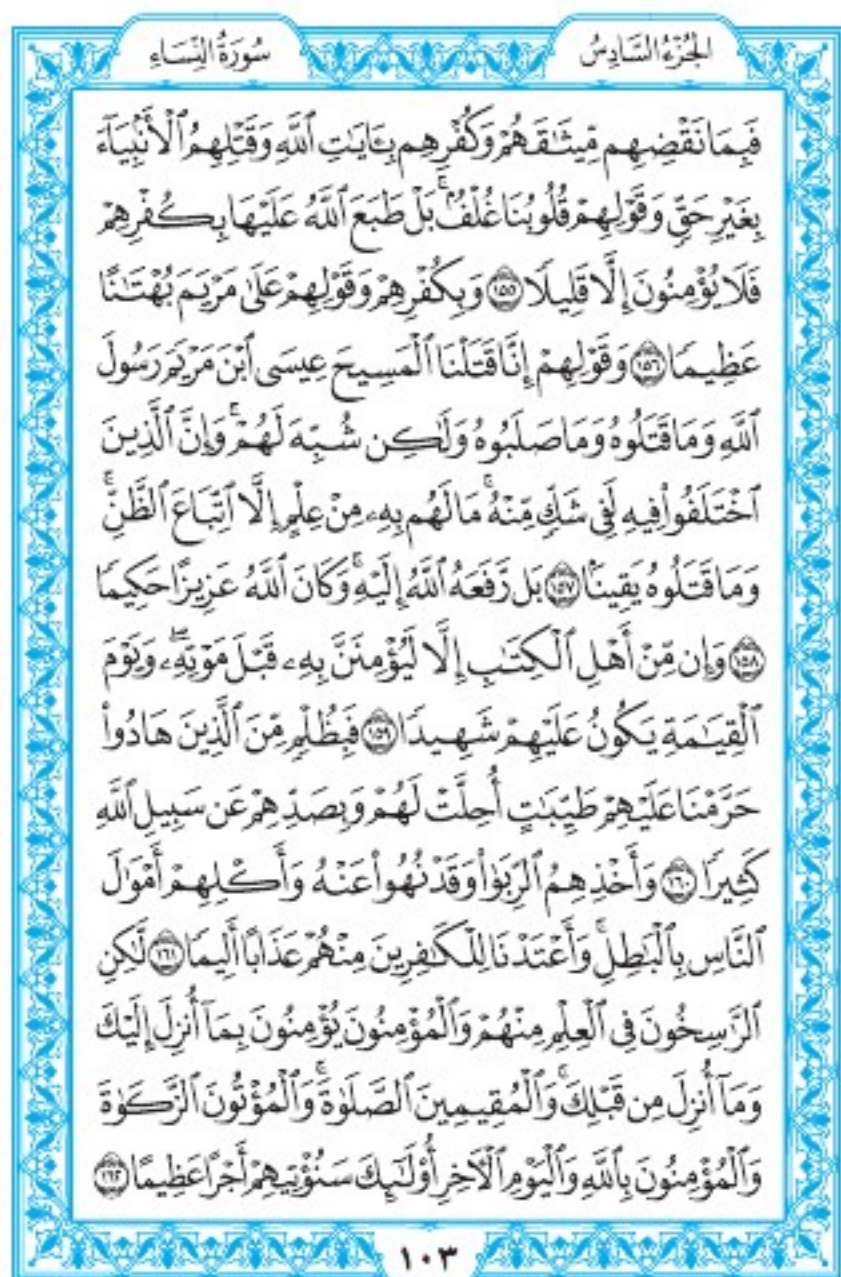 الجُزْءُ السَّادِسُ
سُورَةُ النِّسَاءِ
فَبِمَا نَقْضِهِم مِّيثَـٰقَهُمْ وَكُفْرِهِم بِـَٔايَـٰتِ ٱللَّهِ وَقَتْلِهِمُ ٱلْأَنۢبِيَآءَ
بِغَيْرِ حَقٍّ وَقَوْلِهِمْ قُلُوبُنَا غُلْفٌۢ ۚ بَلْ طَبَعَ ٱللَّهُ عَلَيْهَا بِكُفْرِهِمْ
فَلَا يُؤْمِنُونَ إِلَّا قَلِيلًا ١٥٥ وَبِكُفْرِهِمْ وَقَوْلِهِمْ عَلَىٰ مَرْيَمَ بُهْتَـٰنًا
عَظِيمًا ١٥٦ وَقَوْلِهِمْ إِنَّا قَتَلْنَا ٱلْمَسِيحَ عِيسَى ٱبْنَ مَرْيَمَ رَسُولَ
ٱللَّهِ وَمَا قَتَلُوهُ وَمَا صَلَبُوهُ وَلَـٰكِن شُبِّهَ لَهُمْ ۚ وَإِنَّ ٱلَّذِينَ
ٱخْتَلَفُوا۟ فِيهِ لَفِى شَكٍّ مِّنْهُ ۚ مَا لَهُم بِهِۦ مِنْ عِلْمٍ إِلَّا ٱتِّبَاعَ ٱلظَّنِّ ۚ
وَمَا قَتَلُوهُ يَقِينًۢا ١٥٧ بَل رَّفَعَهُ ٱللَّهُ إِلَيْهِ ۚ وَكَانَ ٱللَّهُ عَزِيزًا حَكِيمًا
١٥٨ وَإِن مِّنْ أَهْلِ ٱلْكِتَـٰبِ إِلَّا لَيُؤْمِنَنَّ بِهِۦ قَبْلَ مَوْتِهِۦ ۖ وَيَوْمَ
ٱلْقِيَـٰمَةِ يَكُونُ عَلَيْهِمْ شَهِيدًا ١٥٩ فَبِظُلْمٍ مِّنَ ٱلَّذِينَ هَادُوا۟
حَرَّمْنَا عَلَيْهِمْ طَيِّبَـٰتٍ أُحِلَّتْ لَهُمْ وَبِصَدِّهِمْ عَن سَبِيلِ ٱللَّهِ
كَثِيرًا ١٦٠ وَأَخْذِهِمُ ٱلرِّبَوٰا۟ وَقَدْ نُهُوا۟ عَنْهُ وَأَكْلِهِمْ أَمْوَٰلَ
ٱلنَّاسِ بِٱلْبَـٰطِلِ ۚ وَأَعْتَدْنَا لِلْكَـٰفِرِينَ مِنْهُمْ عَذَابًا أَلِيمًا ١٦١ لَّـٰكِنِ
ٱلرَّٰسِخُونَ فِى ٱلْعِلْمِ مِنْهُمْ وَٱلْمُؤْمِنُونَ يُؤْمِنُونَ بِمَآ أُنزِلَ إِلَيْكَ
وَمَآ أُنزِلَ مِن قَبْلِكَ ۚ وَٱلْمُقِيمِينَ ٱلصَّلَوٰةَ ۚ وَٱلْمُؤْتُونَ ٱلزَّكَوٰةَ
وَٱلْمُؤْمِنُونَ بِٱللَّهِ وَٱلْيَوْمِ ٱلْـَٔاخِرِ أُو۟لَـٰٓئِكَ سَنُؤْتِيهِمْ أَجْرًا عَظِيمًا ١٦٢
١٠٣